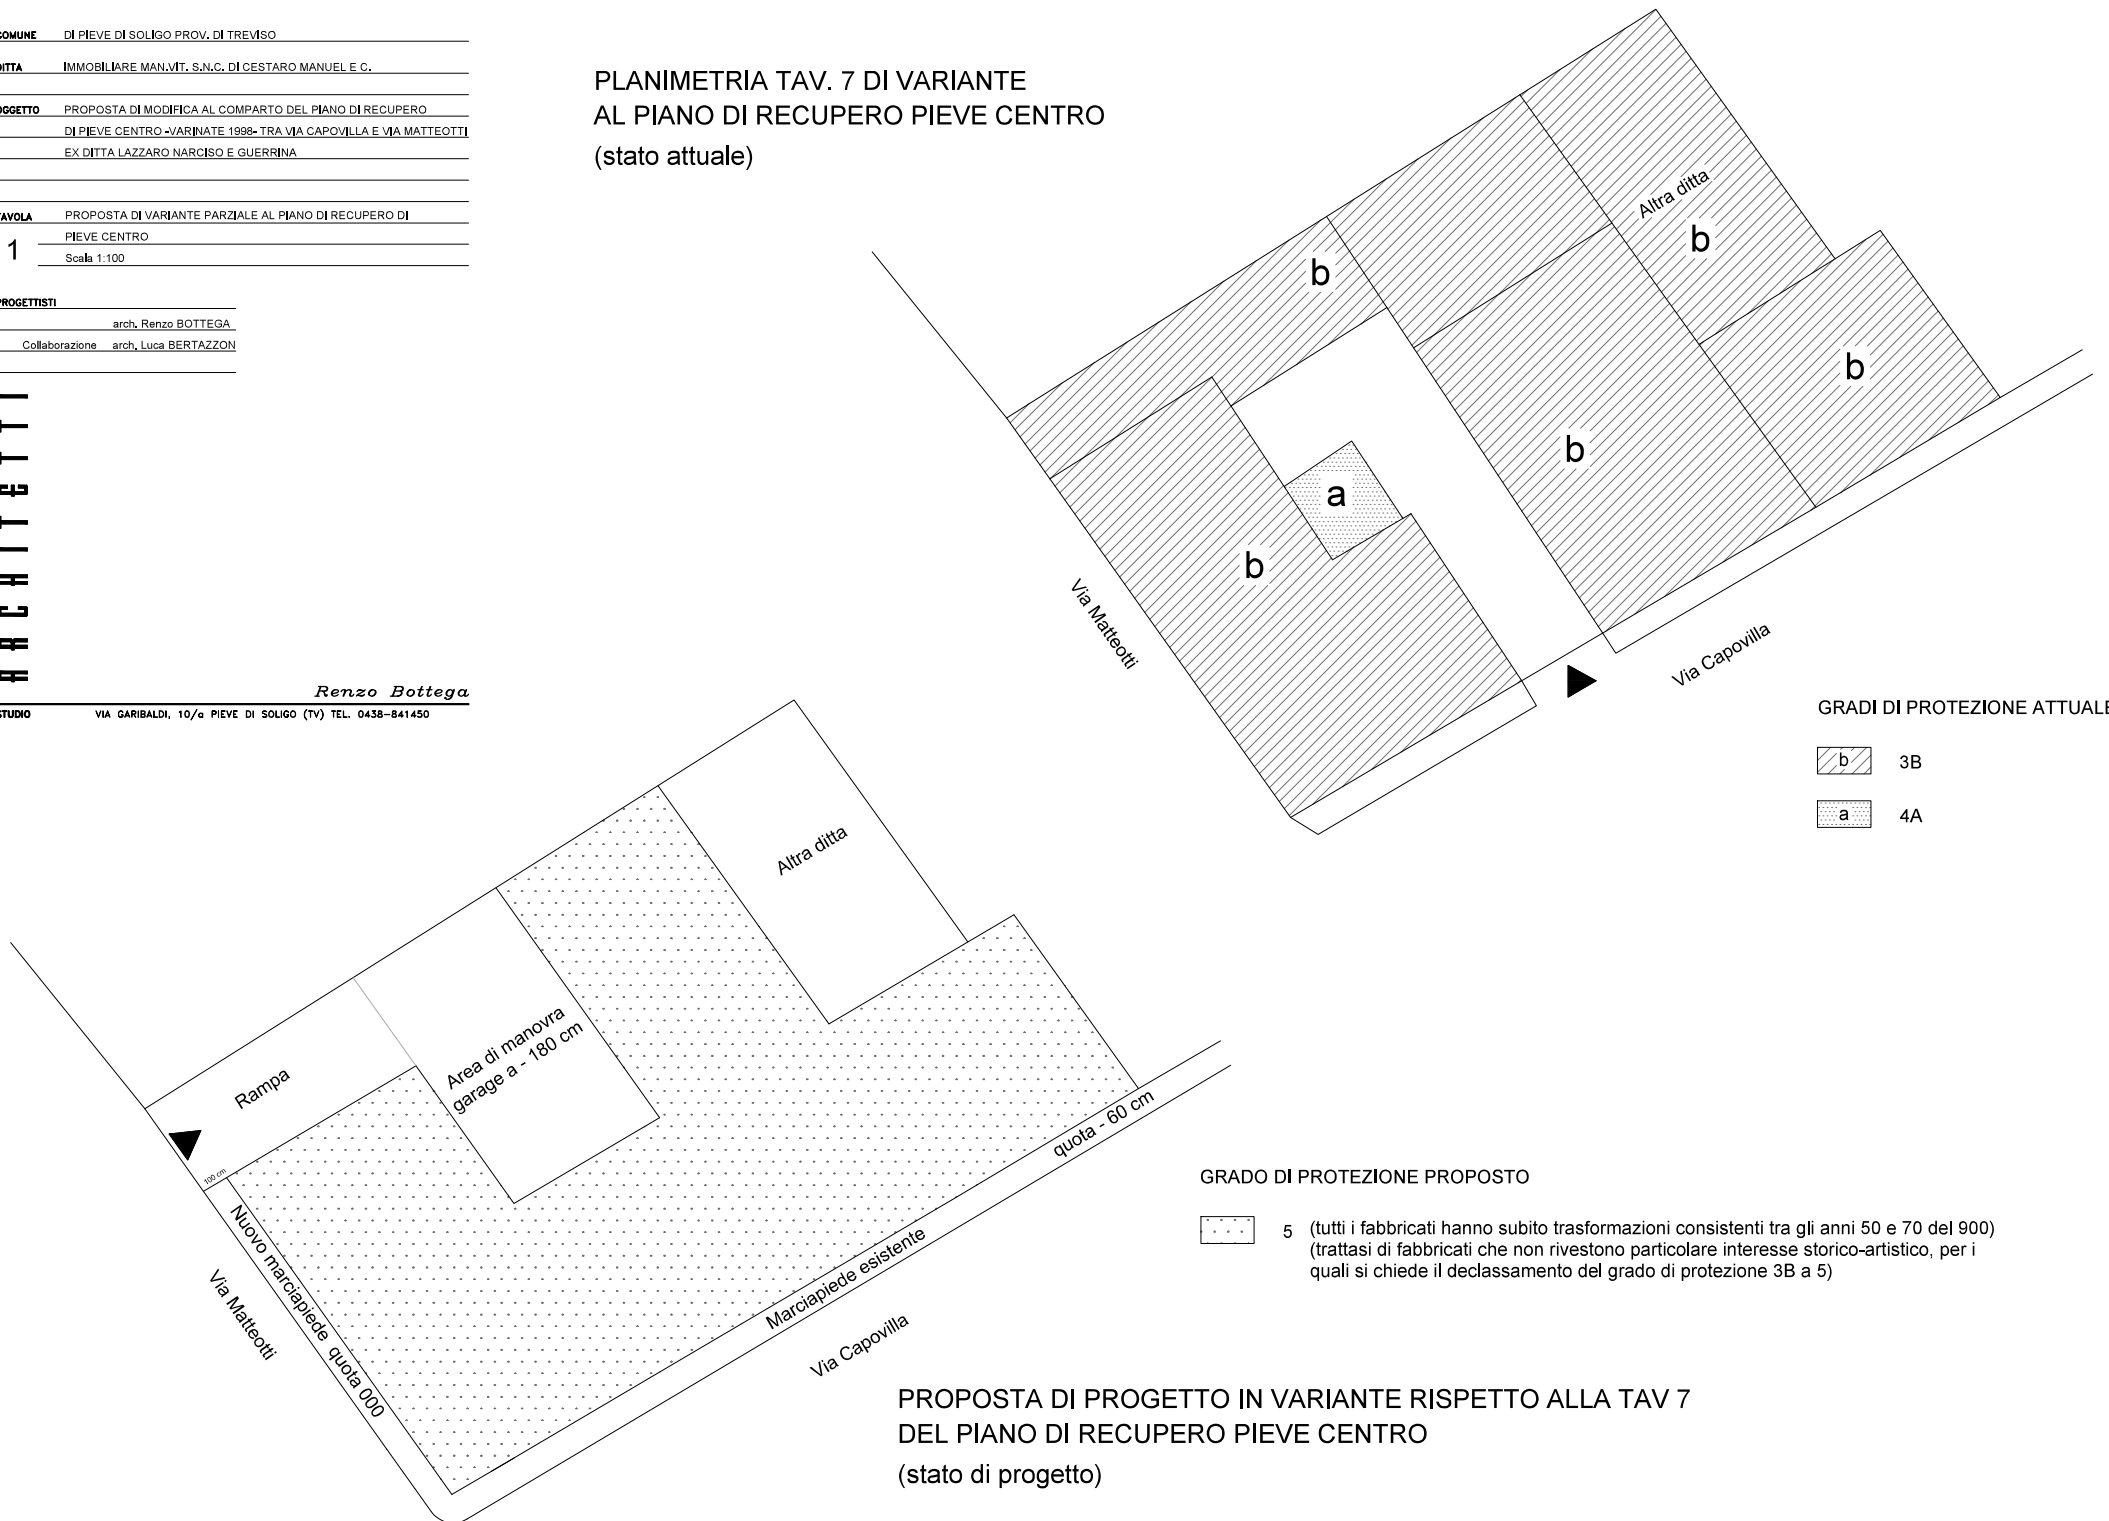 COMUNE DI PIEVE DI SOLIGO PROV. DI TREVISO
DITTA IMMOBILIARE MAN.VIT. S.N.C. DI CESTARO MANUEL E C.
OGGETTO PROPOSTA DI MODIFICA AL COMPARTO DEL PIANO DI RECUPERO
DI PIEVE CENTRO -VARINATE 1998- TRA VIA CAPOVILLA E VIA MATTEOTTI
EX DITTA LAZZARO NARCISO E GUERRINA
TAVOLA PROPOSTA DI VARIANTE PARZIALE AL PIANO DI RECUPERO DI
PIEVE CENTRO
1
Scala 1:100
PROGETTISTI
arch. Renzo BOTTEGA
Collaborazione arch. Luca BERTAZZON
ARCHITETTI
Renzo Bottega
STUDIO VIA GARIBALDI, 10/a PIEVE DI SOLIGO (TV) TEL. 0438-841450
PLANIMETRIA TAV. 7 DI VARIANTE
AL PIANO DI RECUPERO PIEVE CENTRO
(stato attuale)
Altra ditta
b
b
b
b
a
b
Via Matteotti
Via Capovilla
GRADI DI PROTEZIONE ATTUALE
b 3B
a 4A
Altra ditta
Area di manovra
garage a - 180 cm
Rampa
100 cm
Nuovo marciapiede quota 000
Via Matteotti
Marciapiede esistente
quota - 60 cm
Via Capovilla
GRADO DI PROTEZIONE PROPOSTO
5 (tutti i fabbricati hanno subito trasformazioni consistenti tra gli anni 50 e 70 del 900)
(trattasi di fabbricati che non rivestono particolare interesse storico-artistico, per i
quali si chiede il declassamento del grado di protezione 3B a 5)
PROPOSTA DI PROGETTO IN VARIANTE RISPETTO ALLA TAV 7
DEL PIANO DI RECUPERO PIEVE CENTRO
(stato di progetto)